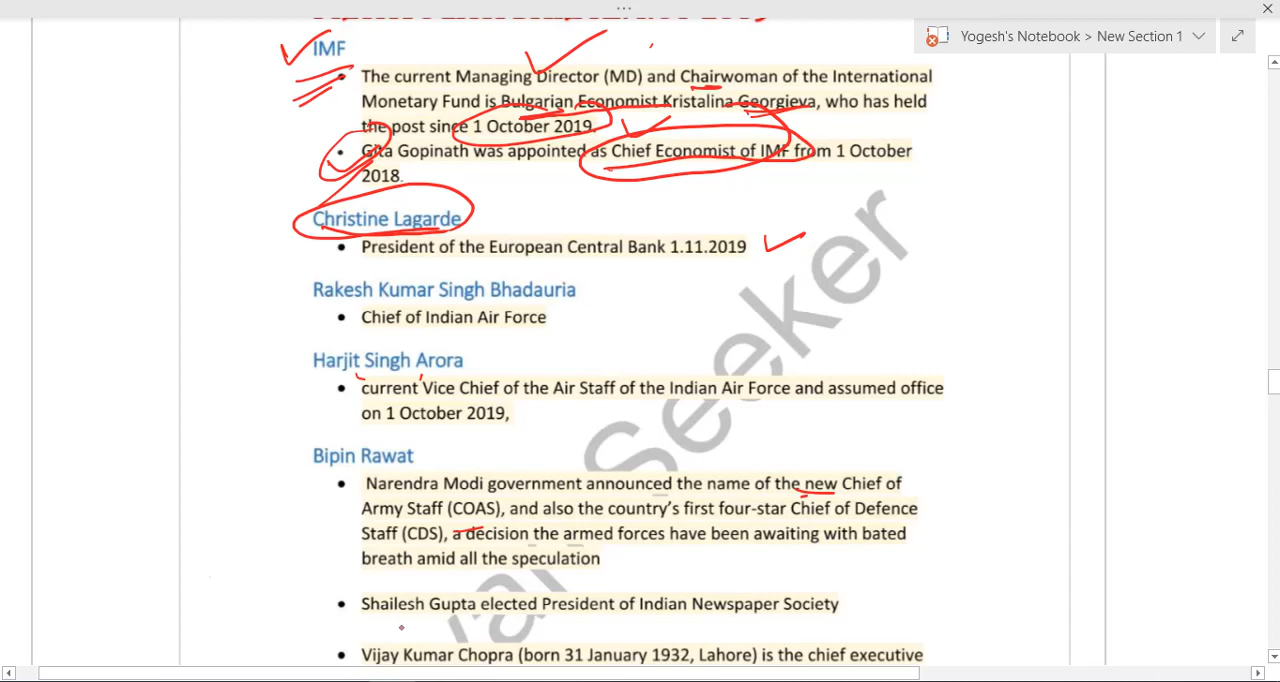 Yogesh's Notebook > New Section 1
IMF
• The current Managing Director (MD) and Chairwoman of the International
Monetary Fund is Bulgarian Economist Kristalina Georgieva, who has held
the post since 1 October 2019.
• Gita Gopinath was appointed as Chief Economist of IMF from 1 October
2018.
Christine Lagarde
• President of the European Central Bank 1.11.2019
Rakesh Kumar Singh Bhadauria
• Chief of Indian Air Force
Harjit Singh Arora
• current Vice Chief of the Air Staff of the Indian Air Force and assumed office
on 1 October 2019,
Bipin Rawat
• Narendra Modi government announced the name of the new Chief of
Army Staff (COAS), and also the country's first four-star Chief of Defence
Staff (CDS), a decision the armed forces have been awaiting with bated
breath amid all the speculation
• Shailesh Gupta elected President of Indian Newspaper Society
• Vijay Kumar Chopra (born 31 January 1932, Lahore) is the chief executive
Seeker